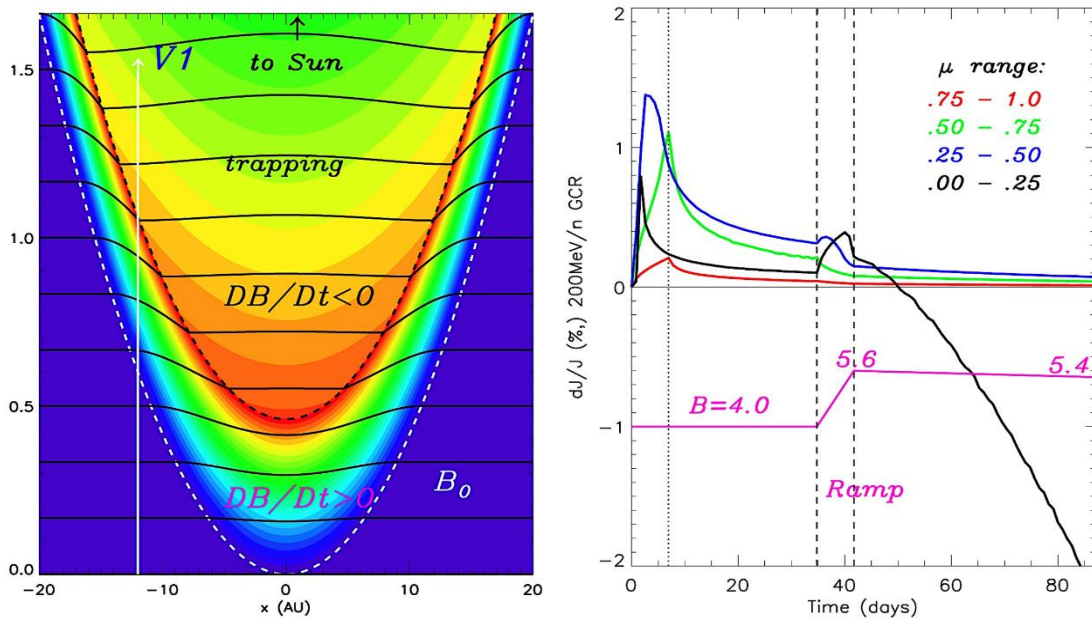 to Sun
V1
1.5
trapping
1.0
DB/Dt<0
0.5
B₀
DB/Dt>0
0.0
-20 -10 0 10 20
x (AU)
2
μ range:
.75 - 1.0
.50 - .75
.25 - .50
.00 - .25
1
dJ/J (%,) 200MeV/n GCR
0
5.6 5.4
B=4.0
-1
Ramp
-2
0 20 40 60 80
Time (days)